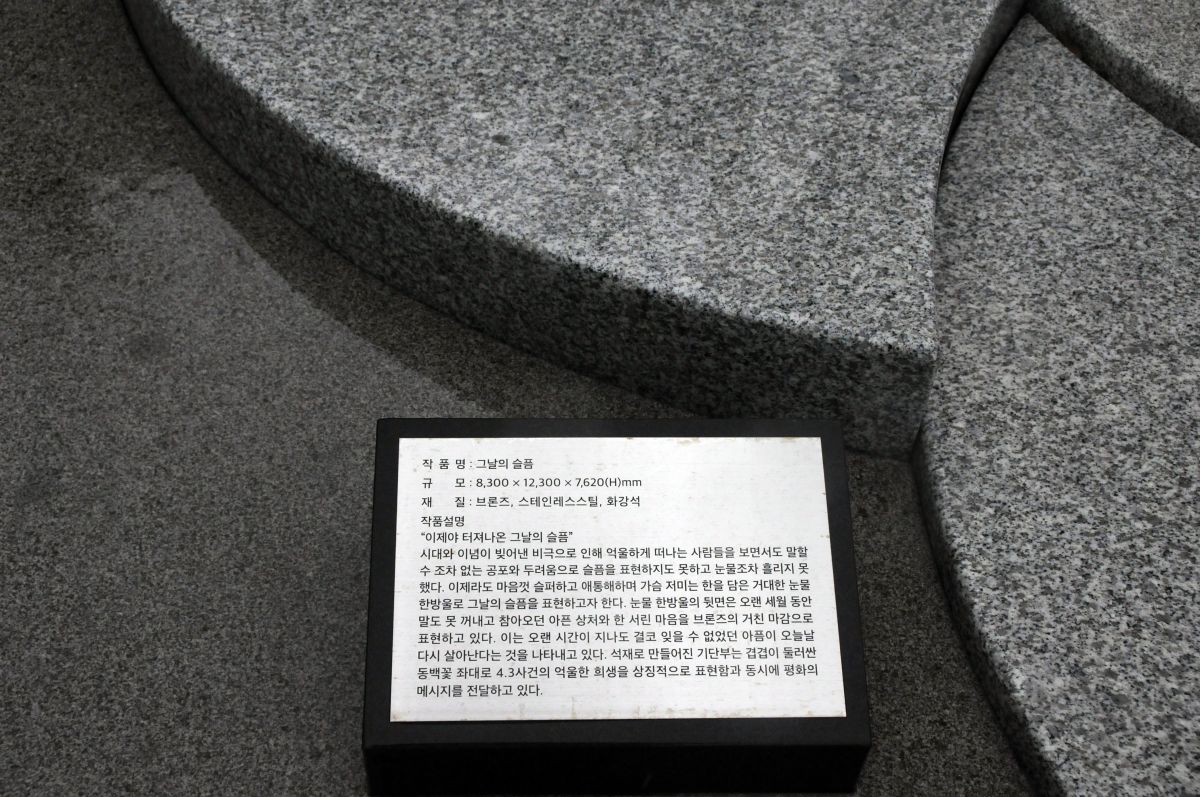 작 품 명 : 그날의 슬픔
규 모 : 8,300 × 12,300 × 7,620(H)mm
재 질 : 브론즈, 스테인레스스틸, 화강석
작품설명
“이제야 터져나온 그날의 슬픔”
시대와 이념이 빚어낸 비극으로 인해 억울하게 떠나는 사람들을 보면서도 말할
수 조차 없는 공포와 두려움으로 슬픔을 표현하지도 못하고 눈물조차 흘리지 못
했다. 이제라도 마음껏 슬퍼하고 애통해하며 가슴 저미는 한을 담은 거대한 눈물
한방울로 그날의 슬픔을 표현하고자 한다. 눈물 한방울의 뒷면은 오랜 세월 동안
말도 못 꺼내고 참아오던 아픈 상처와 한 서린 마음을 브론즈의 거친 마감으로
표현하고 있다. 이는 오랜 시간이 지나도 결코 잊을 수 없었던 아픔이 오늘날
다시 살아난다는 것을 나타내고 있다. 석재로 만들어진 기단부는 겹겹이 둘러싼
동백꽃 좌대로 4.3사건의 억울한 희생을 상징적으로 표현함과 동시에 평화의
메시지를 전달하고 있다.